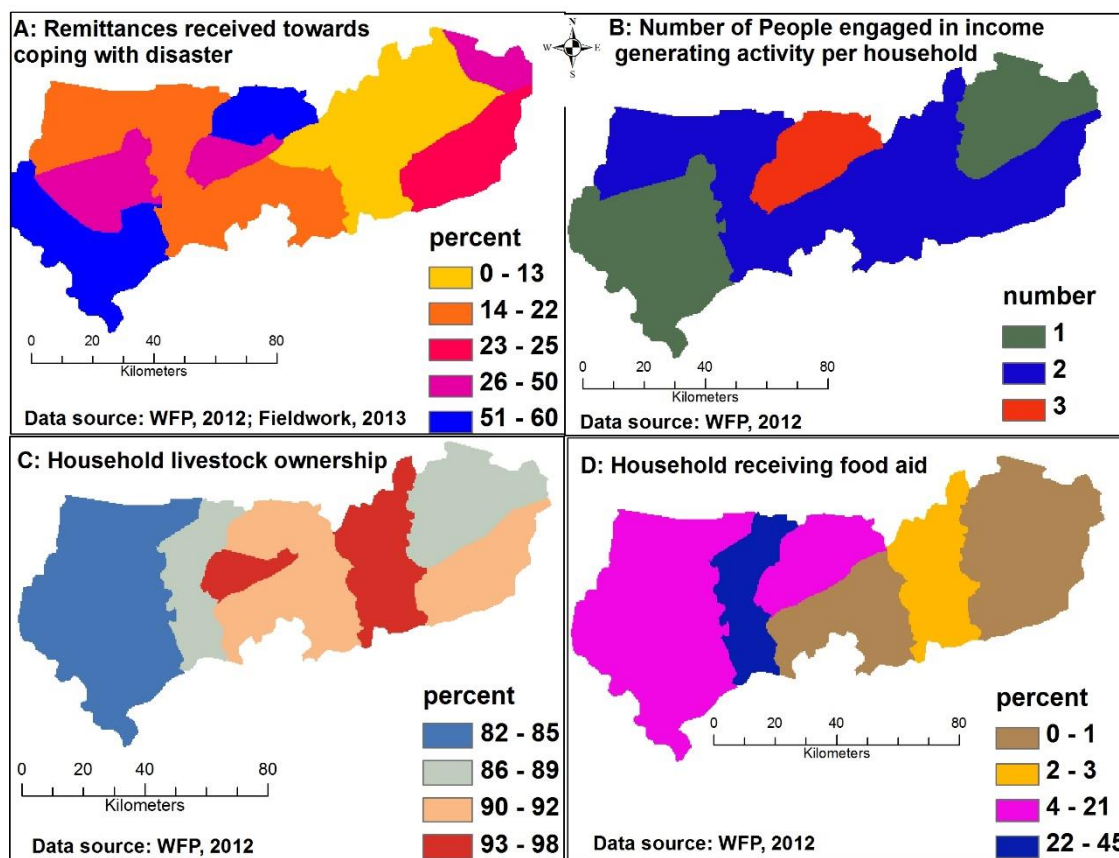 A: Remittances received towards
coping with disaster
N
W E
S
percent
0 - 13
14 - 22
23 - 25
26 - 50
51 - 60
0 20 40 80
Kilometers
Data source: WFP, 2012; Fieldwork, 2013
B: Number of People engaged in income
generating activity per household
number
1
2
3
0 20 40 80
Kilometers
Data source: WFP, 2012
C: Household livestock ownership
percent
82 - 85
86 - 89
90 - 92
93 - 98
0 20 40 80
Kilometers
Data source: WFP, 2012
D: Household receiving food aid
percent
0 - 1
2 - 3
4 - 21
22 - 45
0 20 40 80
Kilometers
Data source: WFP, 2012